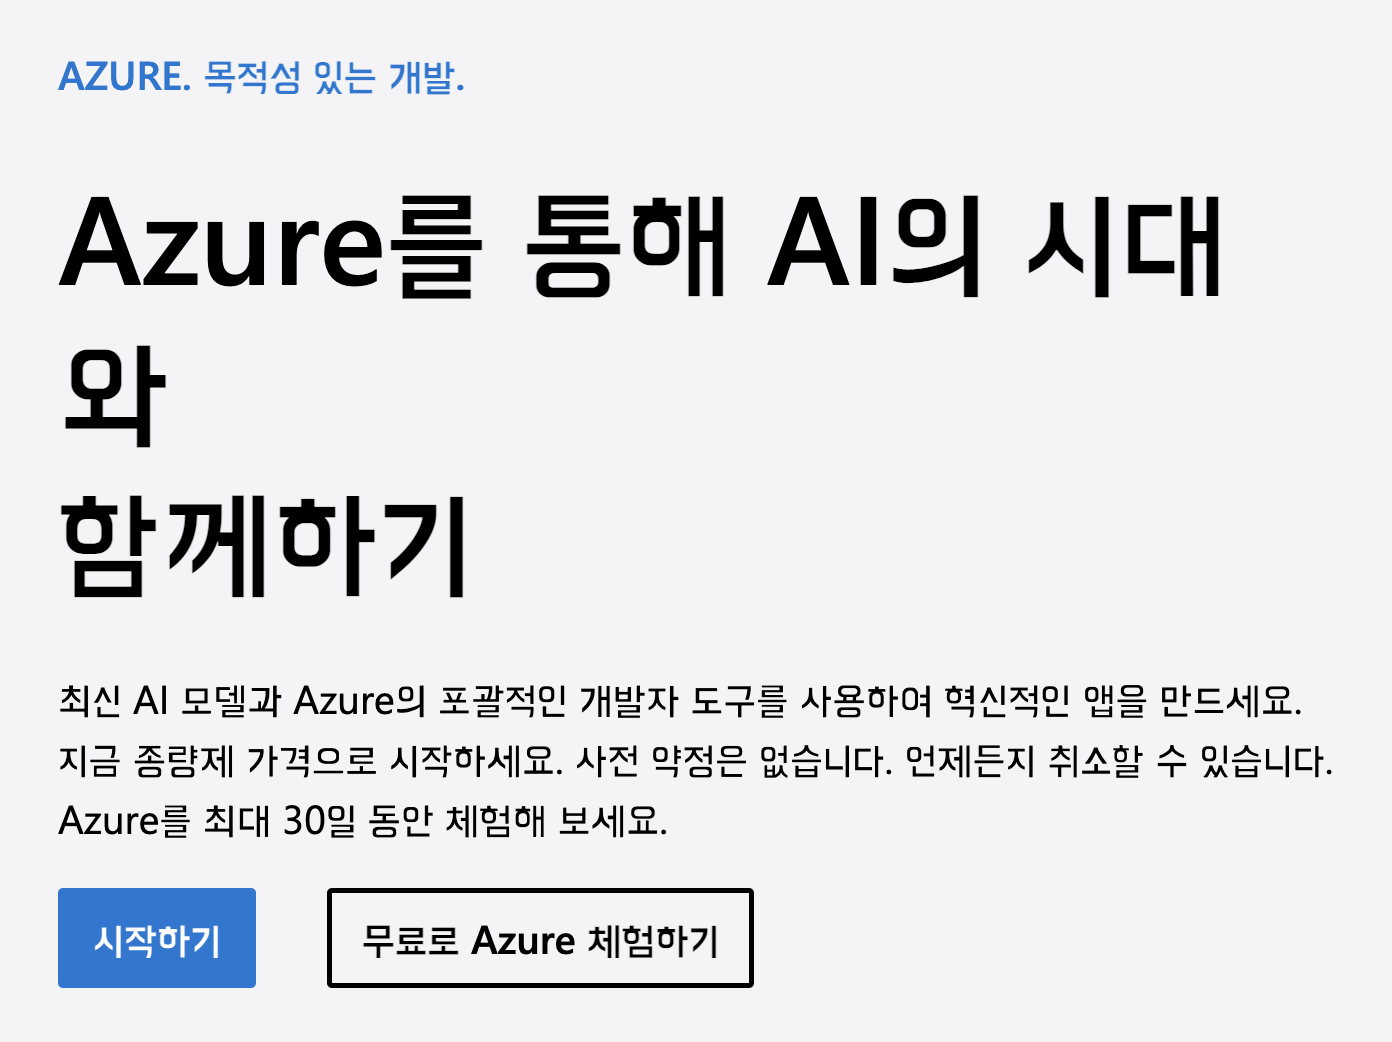 AZURE. 목적성 있는 개발.
Azure를 통해 AI의 시대
와
함께하기
최신 AI 모델과 Azure의 포괄적인 개발자 도구를 사용하여 혁신적인 앱을 만드세요.
지금 종량제 가격으로 시작하세요. 사전 약정은 없습니다. 언제든지 취소할 수 있습니다.
Azure를 최대 30일 동안 체험해 보세요.
시작하기
무료로 Azure 체험하기